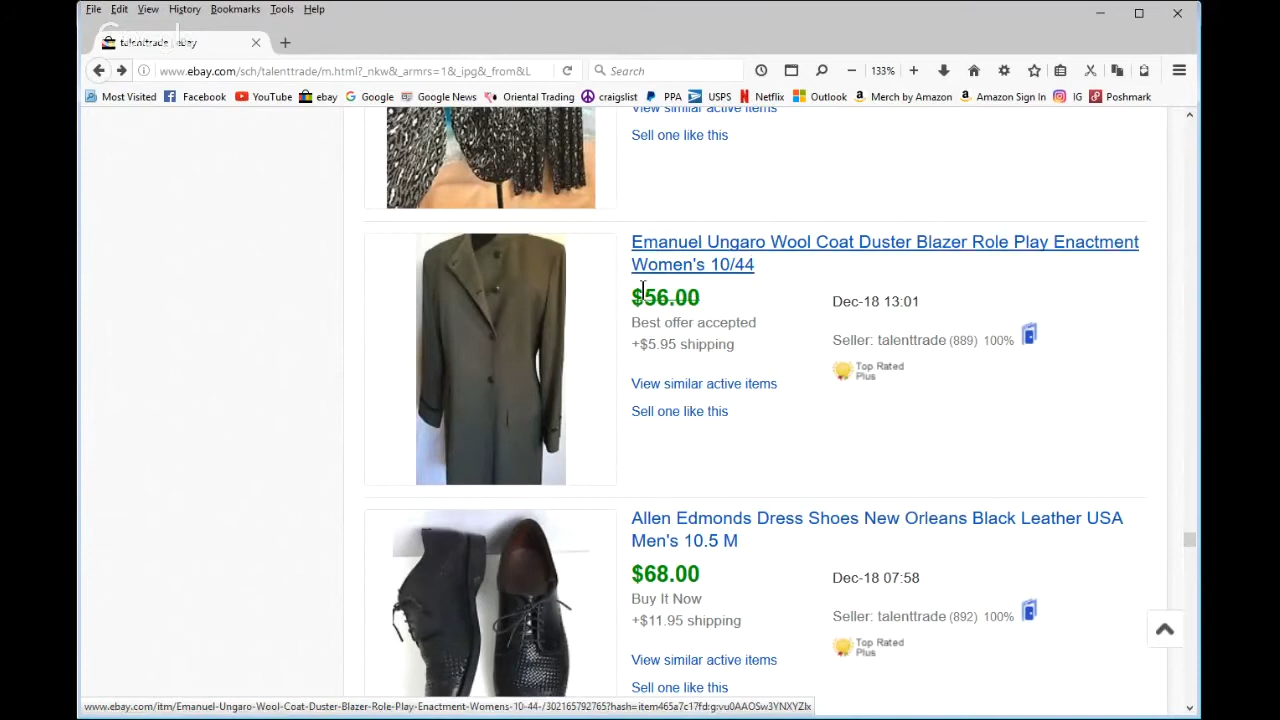 File Edit View History Bookmarks Tools Help
talenttrade | eBay
www.ebay.com/sch/talenttrade/m.html?_nkw&_armrs=1&_ipg&_from&L
Search
133%
Most Visited Facebook YouTube ebay Google Google News Oriental Trading craigslist PPA USPS Netflix Outlook Merch by Amazon Amazon Sign In IG Poshmark
View similar active items
Sell one like this
Emanuel Ungaro Wool Coat Duster Blazer Role Play Enactment
Women's 10/44
$56.00
Dec-18 13:01
Best offer accepted
+$5.95 shipping
Seller: talenttrade (889) 100%
Top Rated
Plus
View similar active items
Sell one like this
Allen Edmonds Dress Shoes New Orleans Black Leather USA
Men's 10.5 M
$68.00
Dec-18 07:58
Buy It Now
+$11.95 shipping
Seller: talenttrade (892) 100%
Top Rated
Plus
View similar active items
Sell one like this